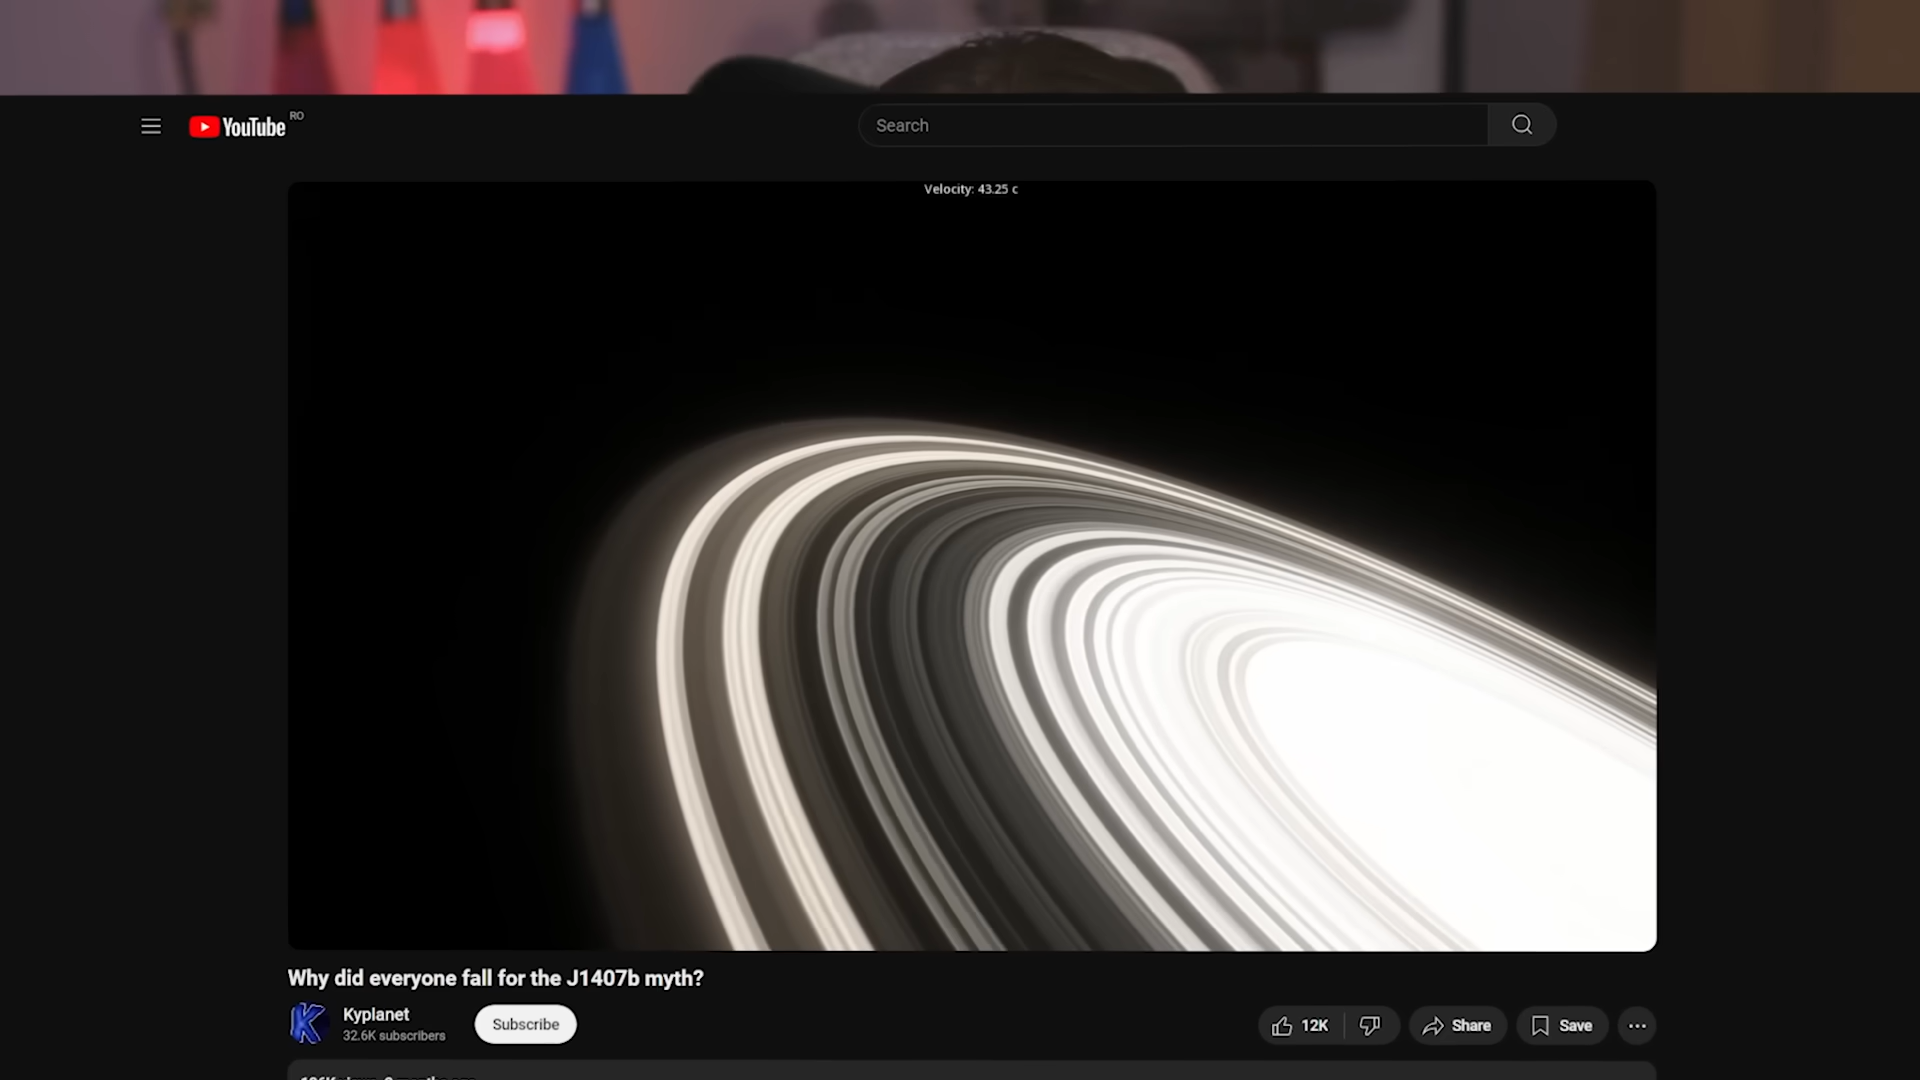 YouTube RO
Search
Velocity: 43.25 c
Why did everyone fall for the J1407b myth?
Kyplanet
32.6K subscribers
Subscribe
12K
Share
Save